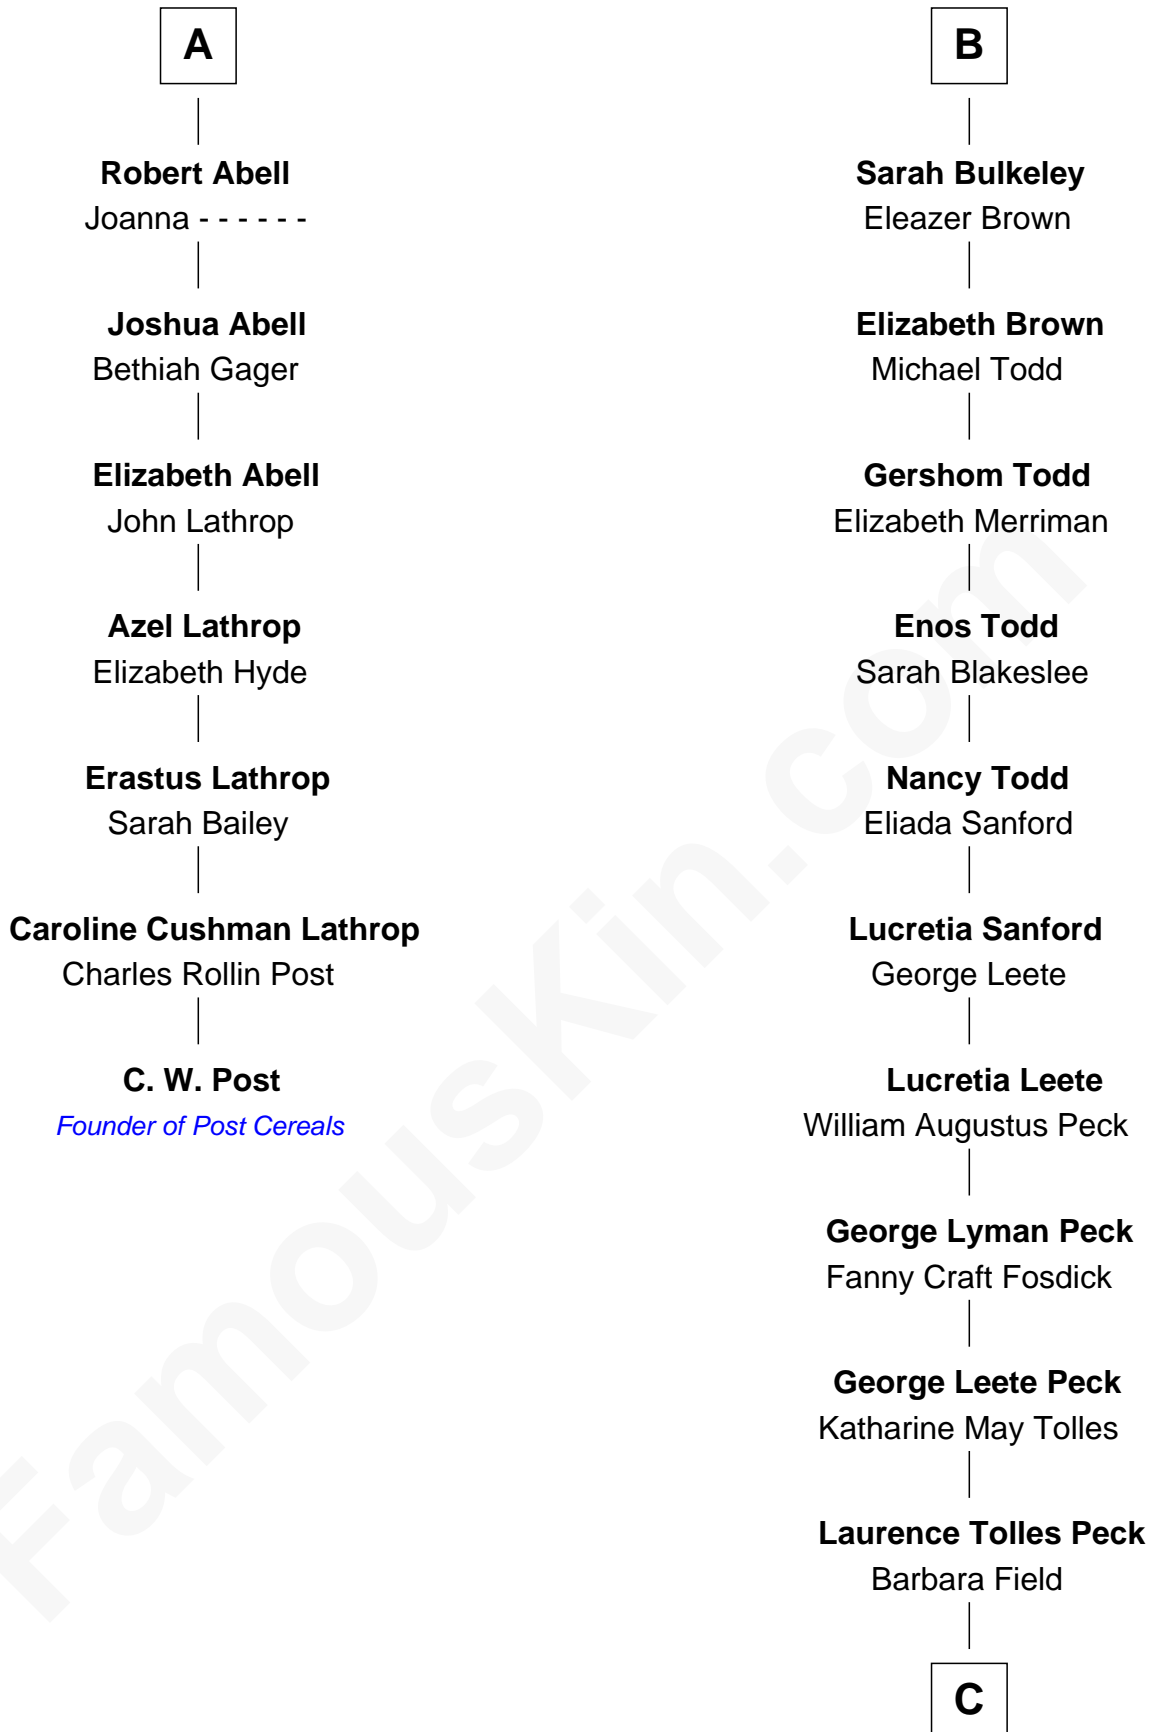 A
Robert Abell
Joanna - - - - - -
Joshua Abell
Bethiah Gager
Elizabeth Abell
John Lathrop
Azel Lathrop
Elizabeth Hyde
Erastus Lathrop
Sarah Bailey
Caroline Cushman Lathrop
Charles Rollin Post
C. W. Post
Founder of Post Cereals
B
Sarah Bulkeley
Eleazer Brown
Elizabeth Brown
Michael Todd
Gershom Todd
Elizabeth Merriman
Enos Todd
Sarah Blakeslee
Nancy Todd
Eliada Sanford
Lucretia Sanford
George Leete
Lucretia Leete
William Augustus Peck
George Lyman Peck
Fanny Craft Fosdick
George Leete Peck
Katharine May Tolles
Laurence Tolles Peck
Barbara Field
C
FamousKin.com